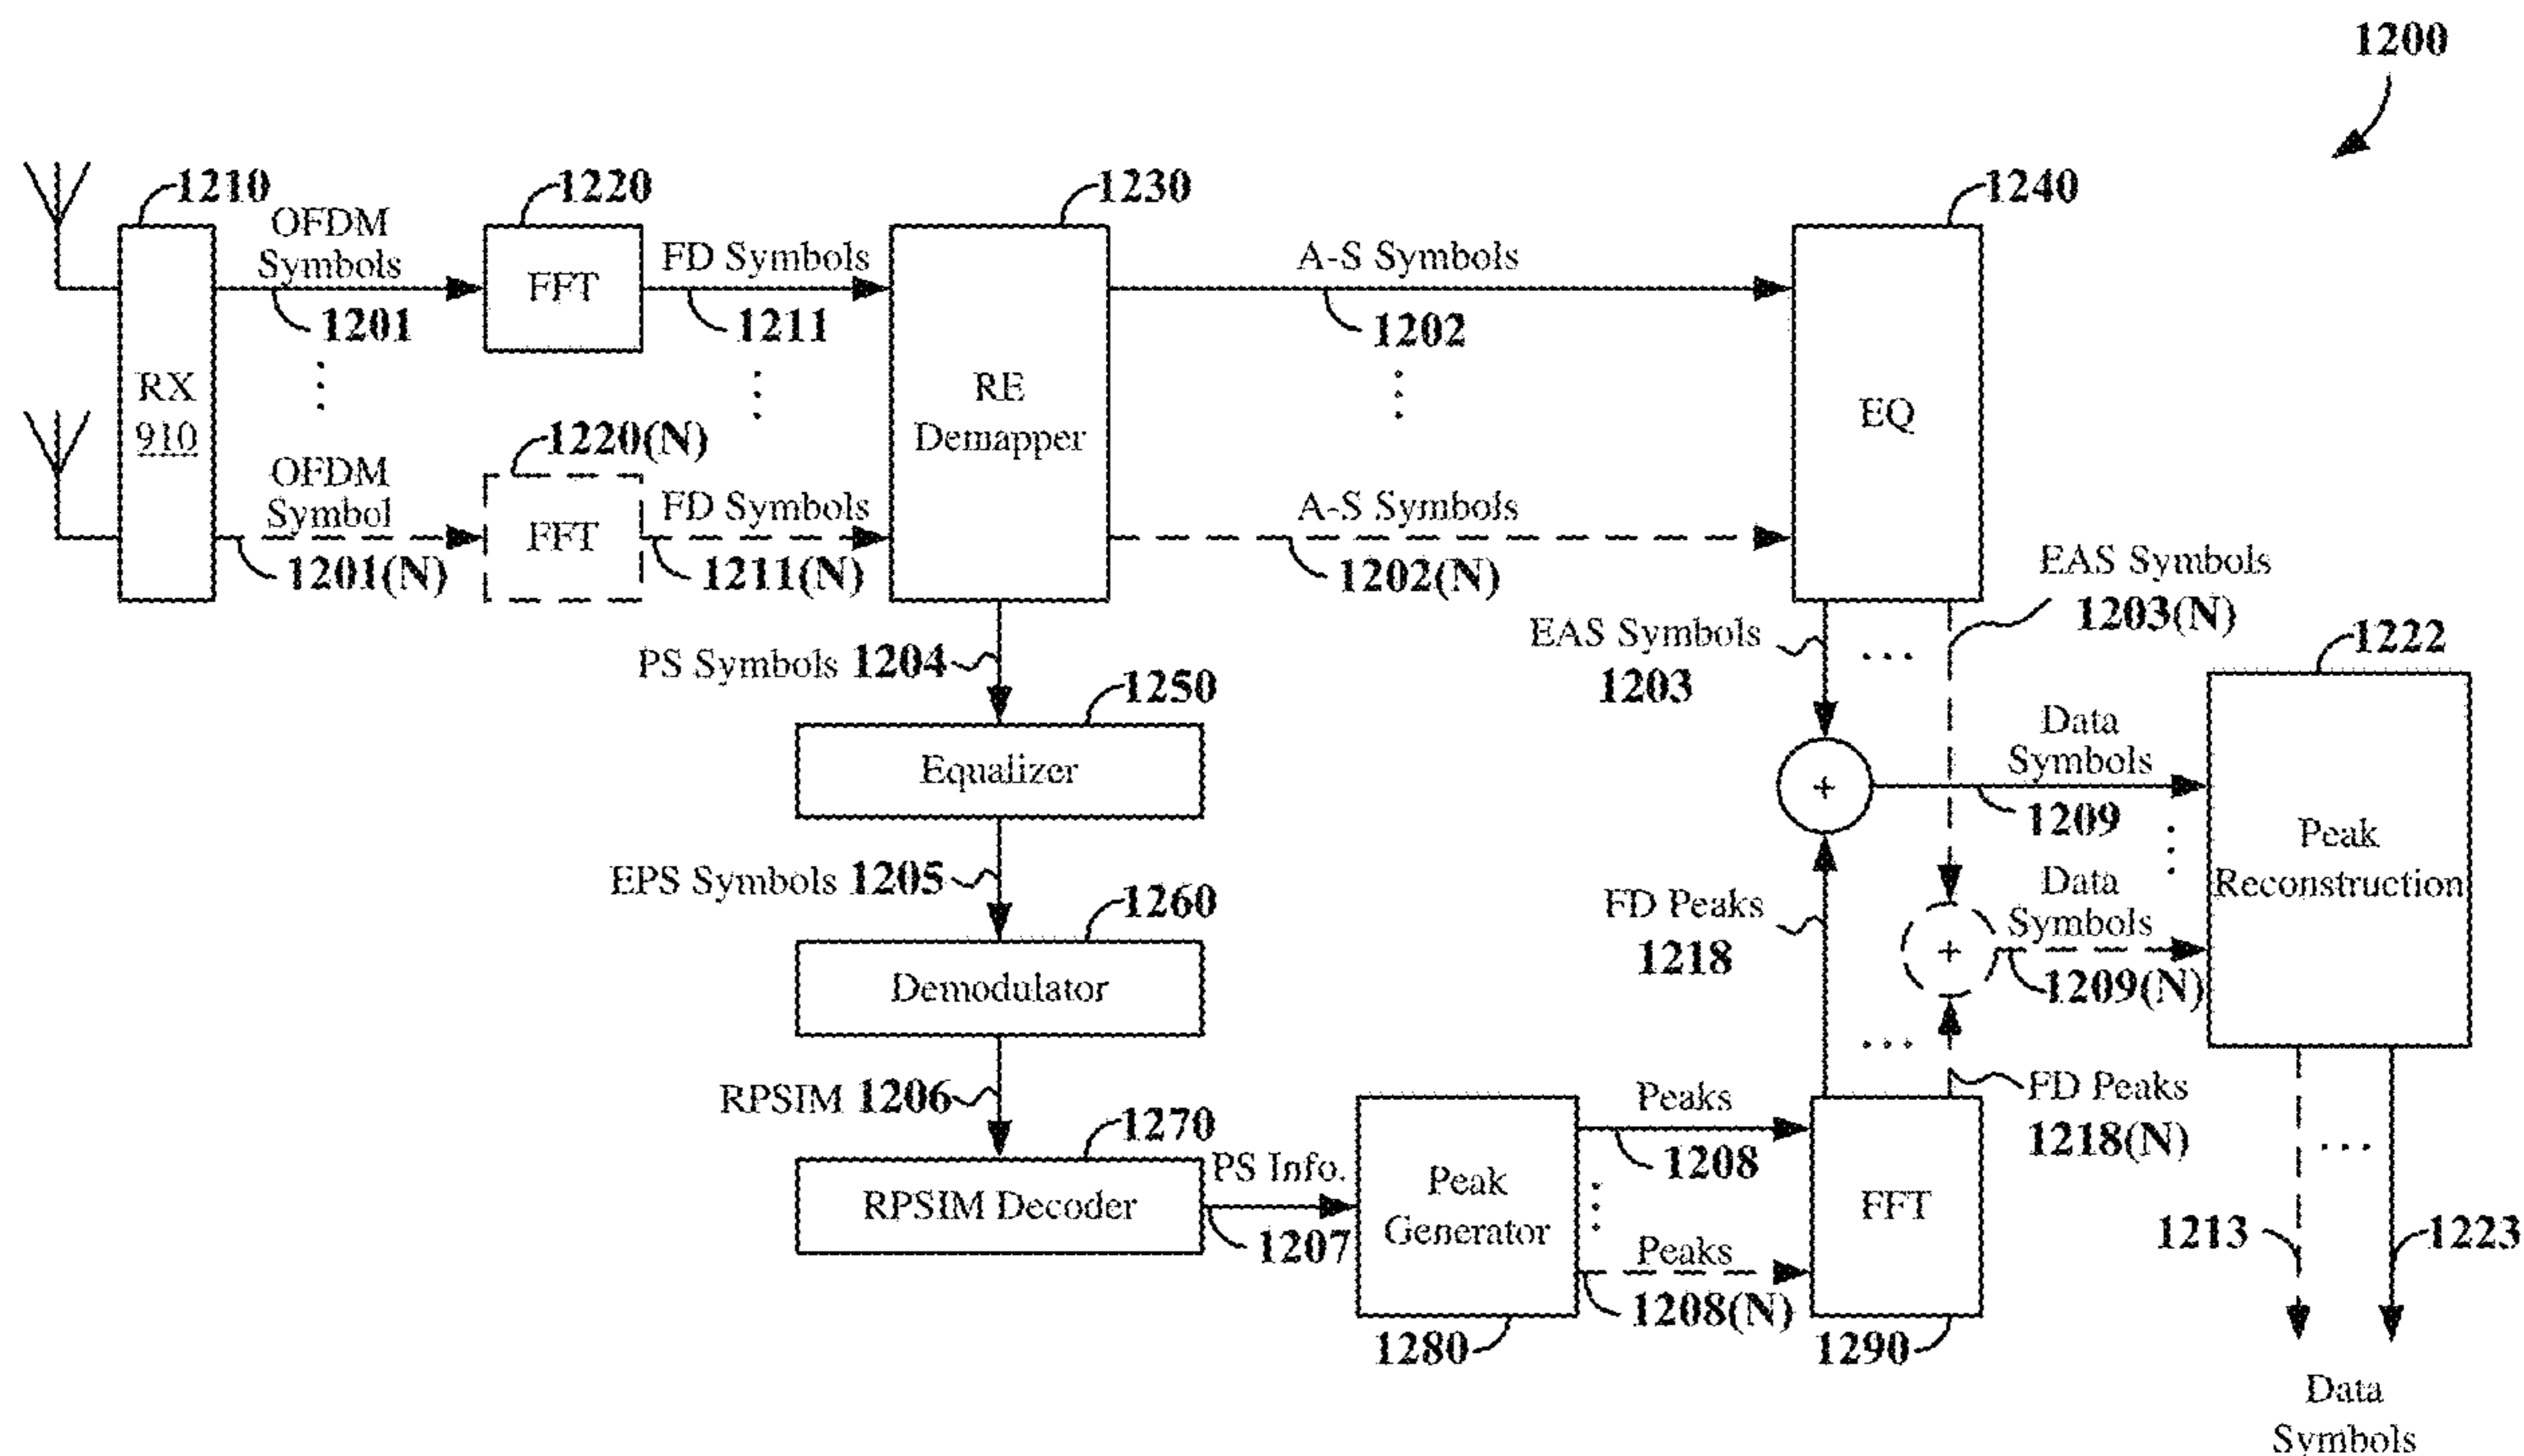 1200
1210
OFDM
Symbols
1201
1220
FFT
FD Symbols
1211
1230
A-S Symbols
1202
1240
RX
910
RE
Demapper
EQ
OFDM
Symbol
1201(N)
1220(N)
FFT
FD Symbols
1211(N)
A-S Symbols
1202(N)
EAS Symbols
1203(N)
EAS Symbols
1203
PS Symbols 1204
1250
Equalizer
EPS Symbols 1205
1260
Demodulator
RPSIM 1206
1270
RPSIM Decoder
PS Info.
1207
Peak
Generator
1280
Peaks
1208
Peaks
1208(N)
FFT
1290
FD Peaks
1218
FD Peaks
1218(N)
+
+
Data
Symbols
1209
Data
Symbols
1209(N)
1222
Peak
Reconstruction
1213
1223
Data
Symbols